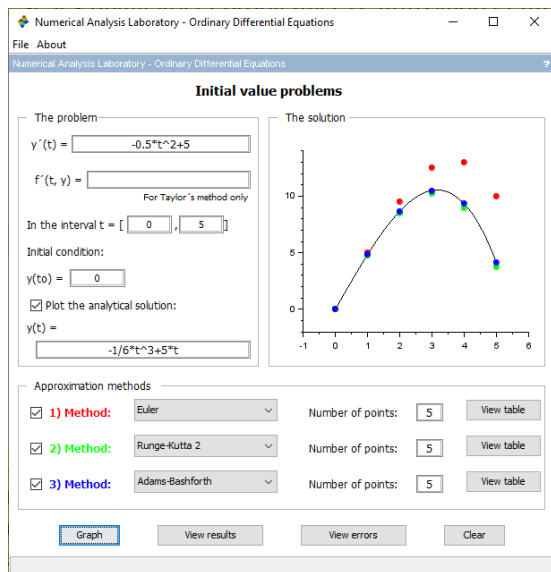 Numerical Analysis Laboratory - Ordinary Differential Equations
File About
Numerical Analysis Laboratory - Ordinary Differential Equations ?
Initial value problems
The problem
y´(t) = -0.5*t^2+5
f´(t, y) =
For Taylor´s method only
In the interval t = [ 0 , 5 ]
Initial condition:
y(to) = 0
Plot the analytical solution:
y(t) =
-1/6*t^3+5*t
The solution
10
5
0
-1 0 1 2 3 4 5 6
Approximation methods
1) Method: Euler Number of points: 5 View table
2) Method: Runge-Kutta 2 Number of points: 5 View table
3) Method: Adams-Bashforth Number of points: 5 View table
Graph View results View errors Clear